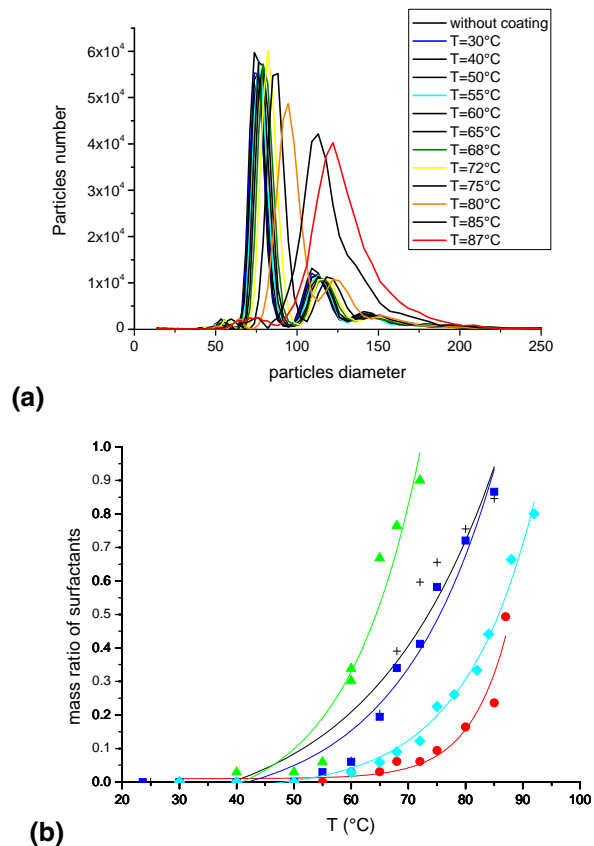 without coating
T=30°C
T=40°C
T=50°C
T=55°C
T=60°C
T=65°C
T=68°C
T=72°C
T=75°C
T=80°C
T=85°C
T=87°C
Particles number
6x10⁴
5x10⁴
4x10⁴
3x10⁴
2x10⁴
1x10⁴
0
0 50 100 150 200 250
particles diameter
(a)
mass ratio of surfactants
1.0
0.9
0.8
0.7
0.6
0.5
0.4
0.3
0.2
0.1
0.0
20 30 40 50 60 70 80 90 100
T (°C)
(b)